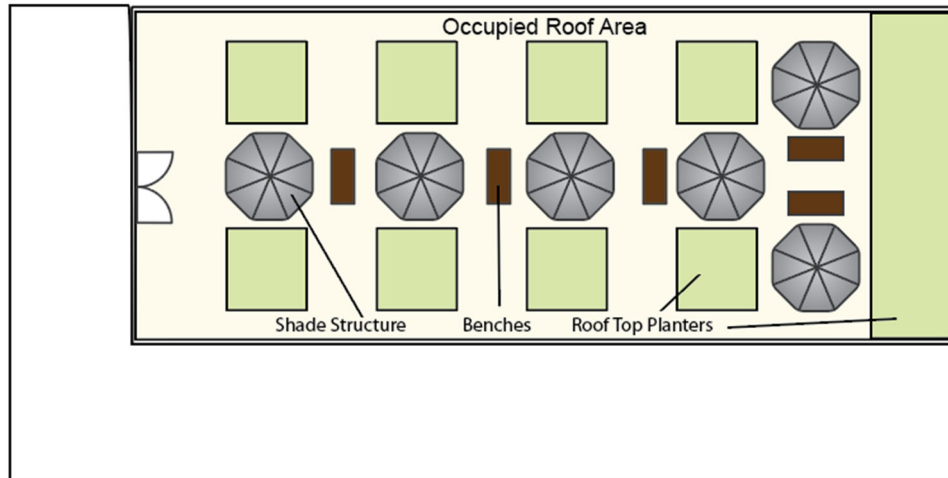 Occupied Roof Area
Shade Structure
Benches
Roof Top Planters